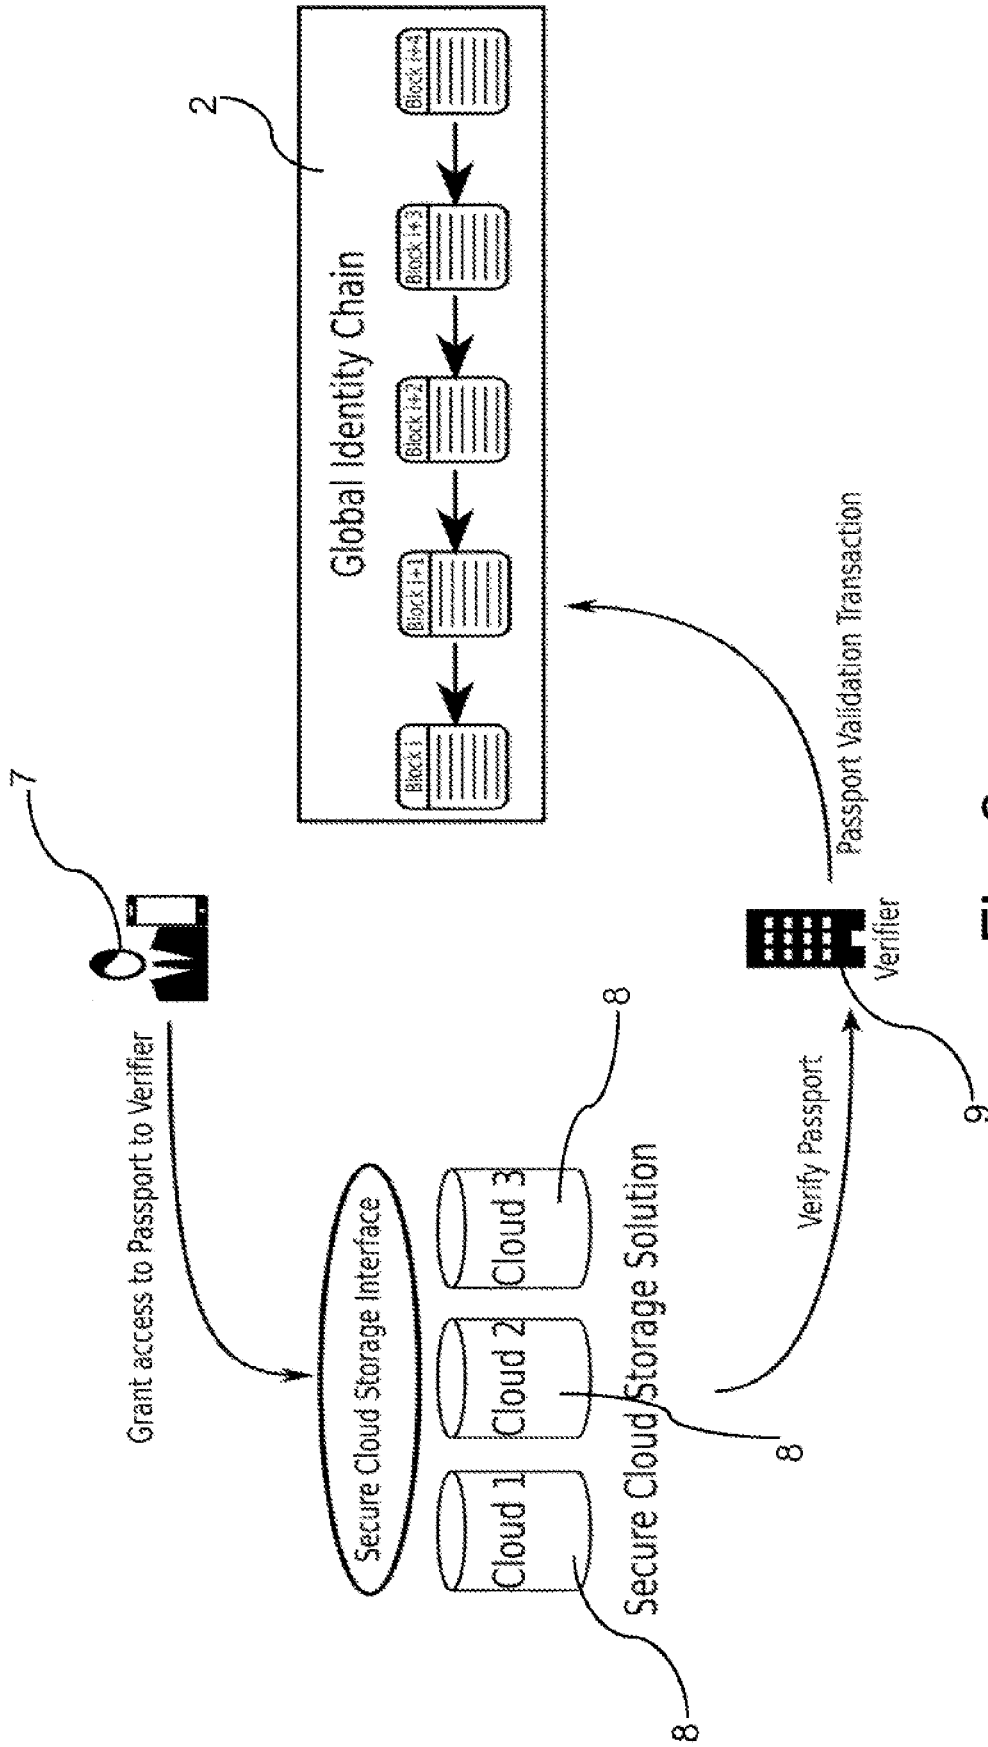 7
Grant access to Passport to Verifier
2
Global Identity Chain
Secure Cloud Storage Interface
Block i
Block i+1
Block i+2
Block i+3
Block i+4
Cloud 1
Cloud 2
Cloud 3
8
Secure Cloud Storage Solution
8
8
Verify Passport
Passport Validation Transaction
Verifier
9